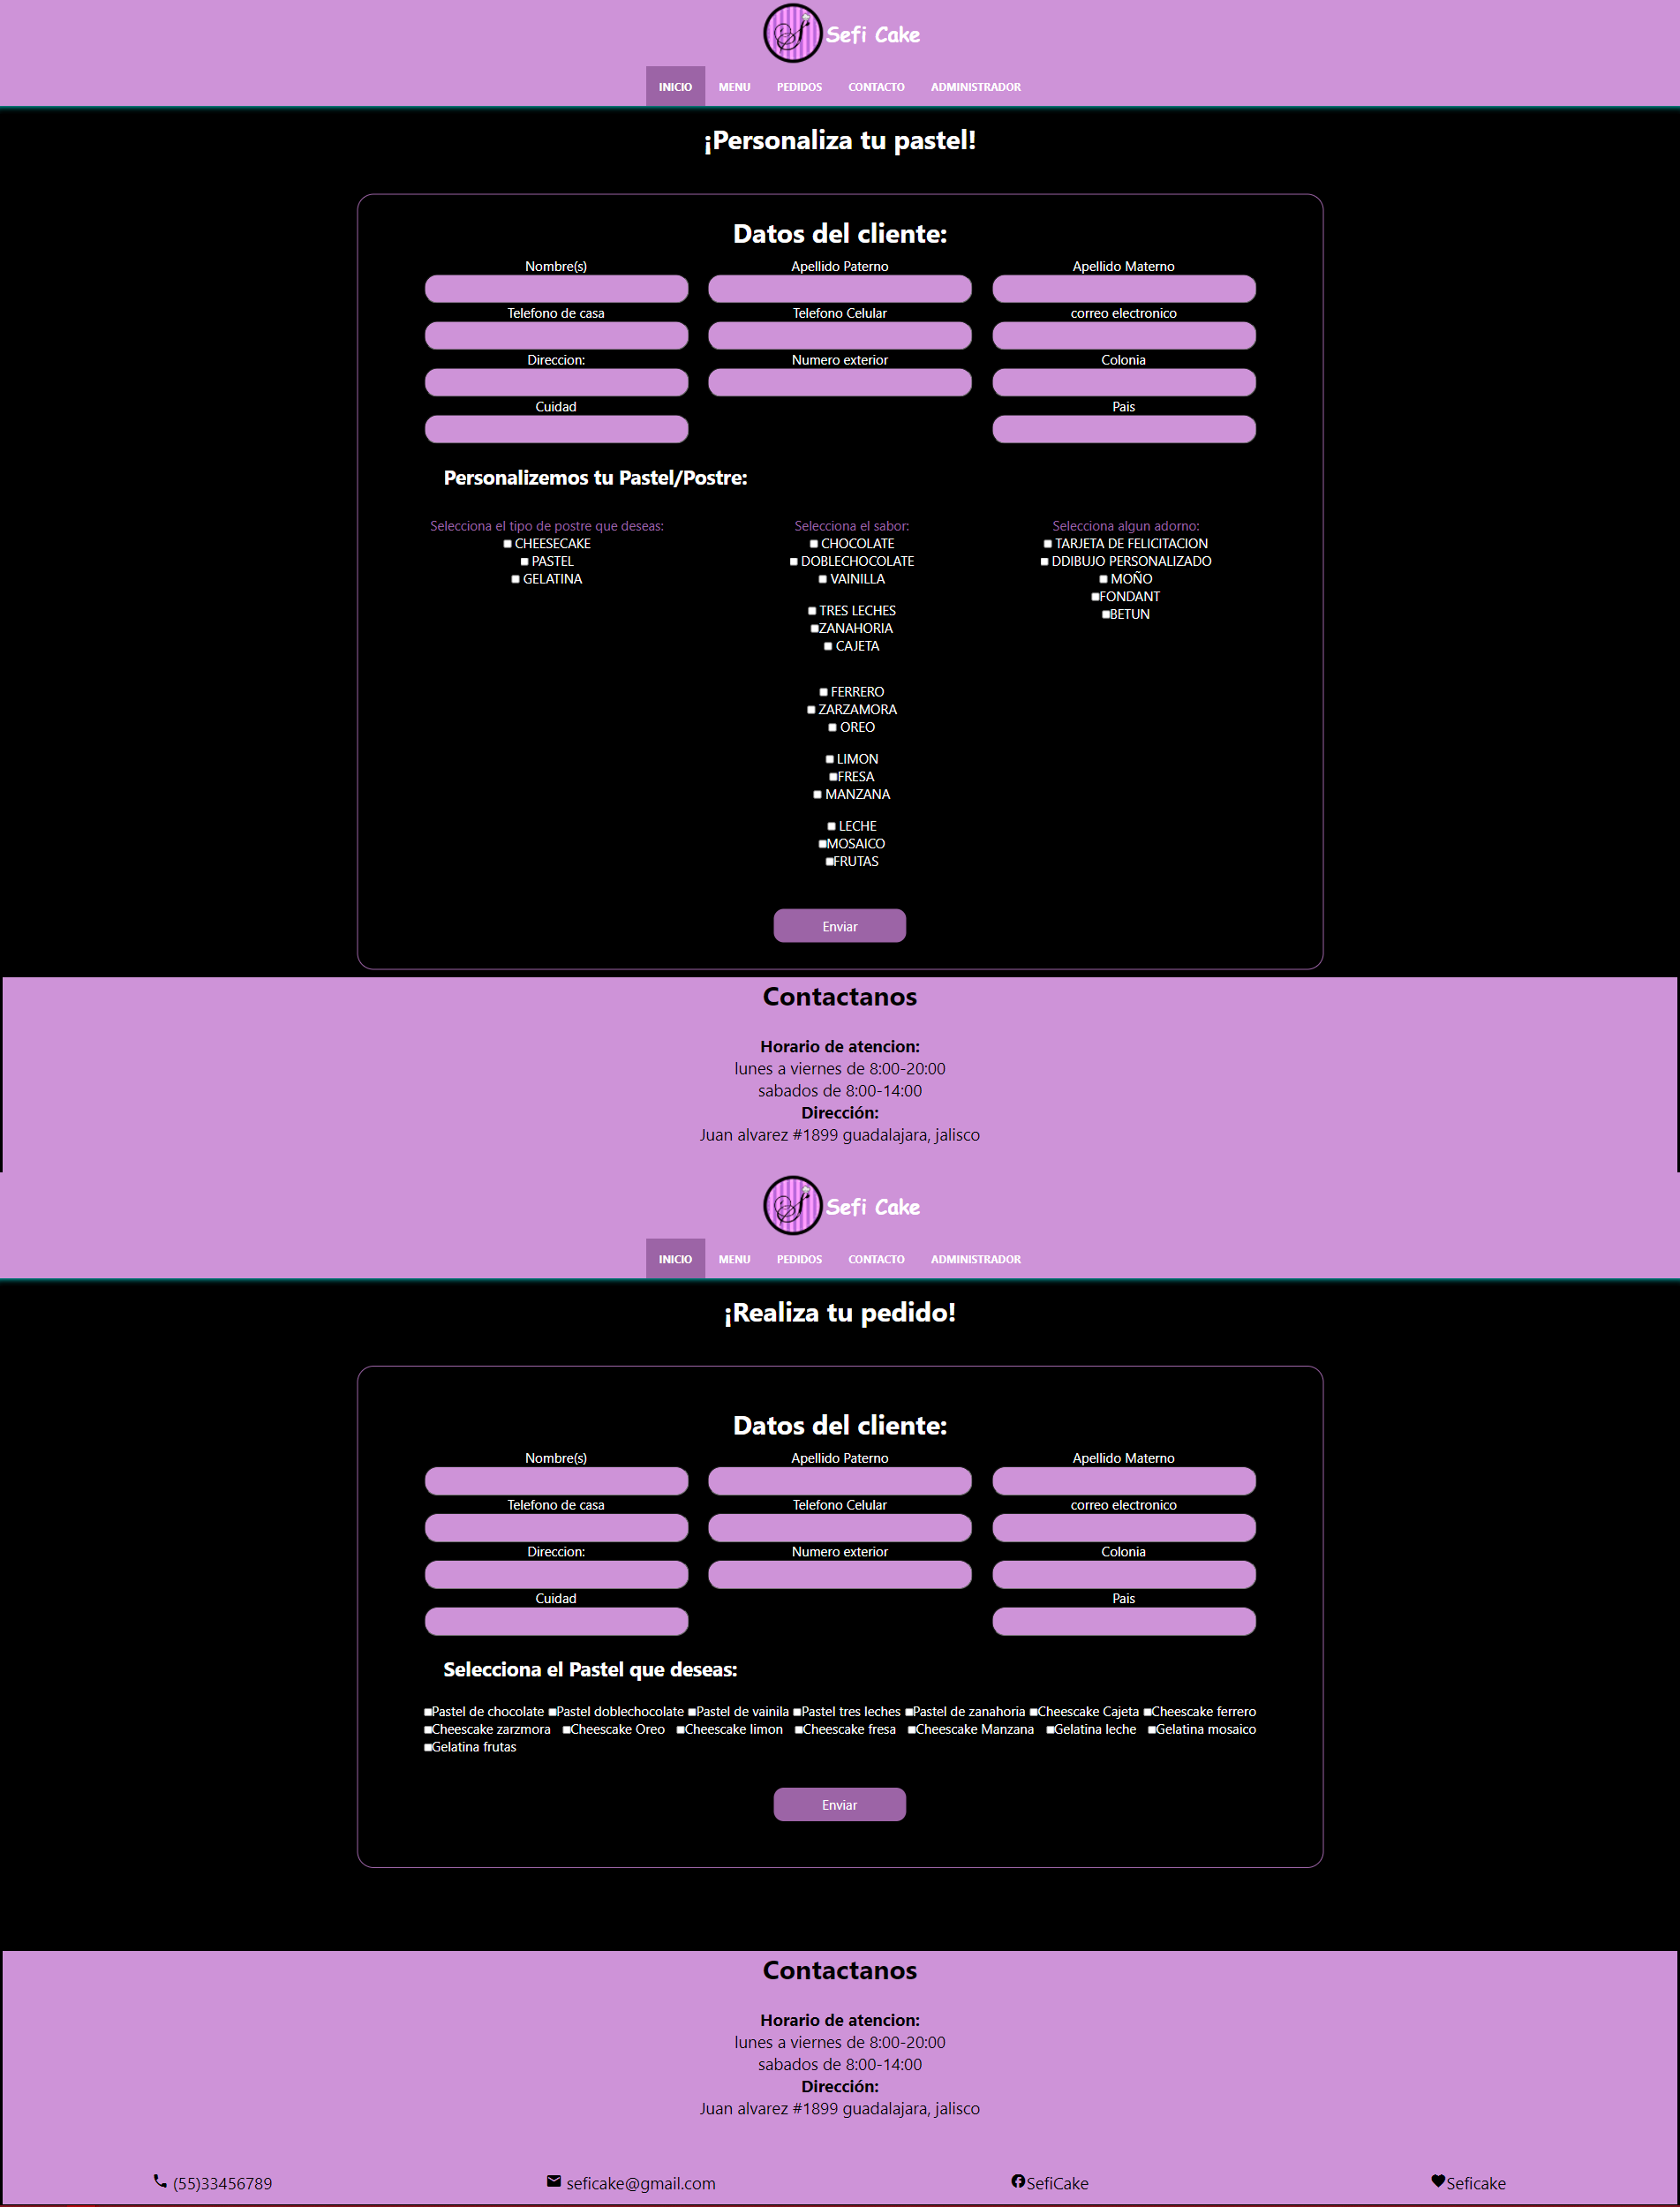 Sefi Cake
INICIO MENU PEDIDOS CONTACTO ADMINISTRADOR
¡Personaliza tu pastel!
Datos del cliente:
Nombre(s) Apellido Paterno Apellido Materno
Telefono de casa Telefono Celular correo electronico
Direccion: Numero exterior Colonia
Cuidad Pais
Personalizemos tu Pastel/Postre:
Selecciona el tipo de postre que deseas:
CHEESECAKE
PASTEL
GELATINA
Selecciona el sabor:
CHOCOLATE
DOBLECHOCOLATE
VAINILLA
TRES LECHES
ZANAHORIA
CAJETA
FERRERO
ZARZAMORA
OREO
LIMON
FRESA
MANZANA
LECHE
MOSAICO
FRUTAS
Selecciona algun adorno:
TARJETA DE FELICITACION
DDIBUJO PERSONALIZADO
MOÑO
FONDANT
BETUN
Enviar
Contactanos
Horario de atencion:
lunes a viernes de 8:00-20:00
sabados de 8:00-14:00
Dirección:
Juan alvarez #1899 guadalajara, jalisco
Sefi Cake
INICIO MENU PEDIDOS CONTACTO ADMINISTRADOR
¡Realiza tu pedido!
Datos del cliente:
Nombre(s) Apellido Paterno Apellido Materno
Telefono de casa Telefono Celular correo electronico
Direccion: Numero exterior Colonia
Cuidad Pais
Selecciona el Pastel que deseas:
Pastel de chocolate Pastel doblechocolate Pastel de vainila Pastel tres leches Pastel de zanahoria Cheescake Cajeta Cheescake ferrero
Cheescake zarzmora Cheescake Oreo Cheescake limon Cheescake fresa Cheescake Manzana Gelatina leche Gelatina mosaico
Gelatina frutas
Enviar
Contactanos
Horario de atencion:
lunes a viernes de 8:00-20:00
sabados de 8:00-14:00
Dirección:
Juan alvarez #1899 guadalajara, jalisco
(55)33456789 seficake@gmail.com SefiCake Seficake